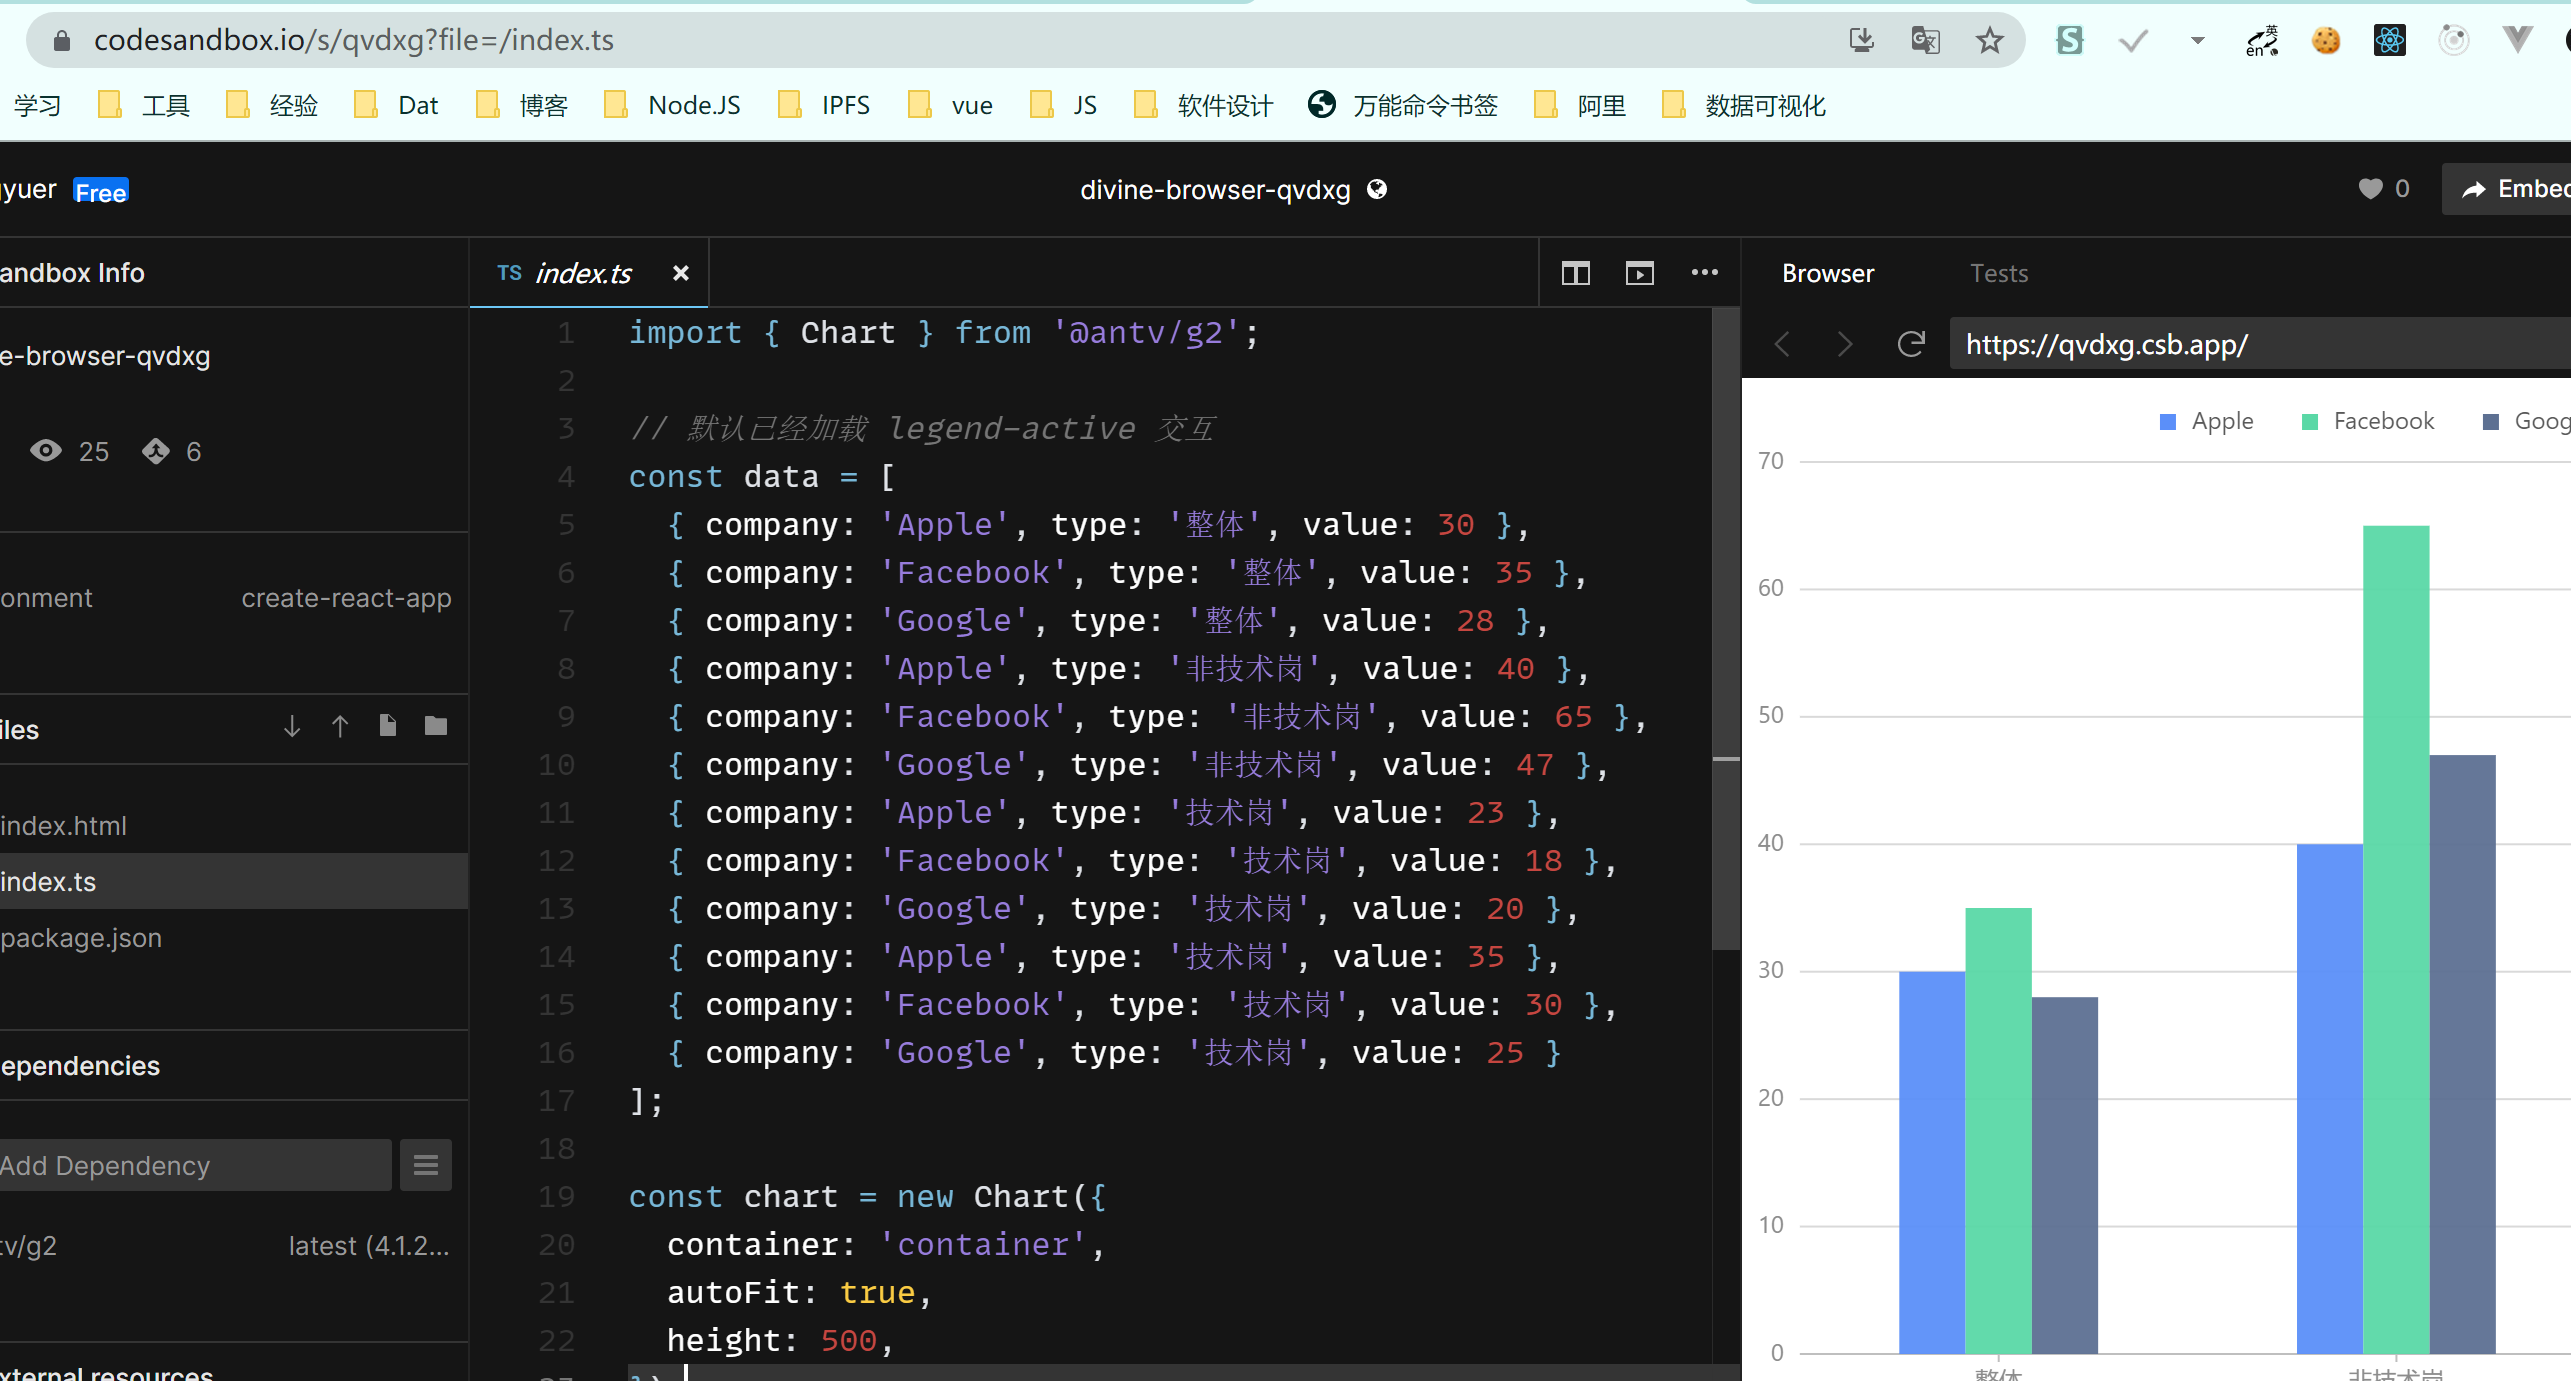 codesandbox.io/s/qvdxg?file=/index.ts
学习 工具 经验 Dat 博客 Node.JS IPFS vue JS 软件设计 万能命令书签 阿里 数据可视化
yuer Free
divine-browser-qvdxg
0
Embed
andbox Info
TS index.ts
Browser Tests
https://qvdxg.csb.app/
e-browser-qvdxg
25 6
onment create-react-app
iles
index.html
index.ts
package.json
ependencies
Add Dependency
tv/g2 latest (4.1.2...
xternal resources
1 import { Chart } from '@antv/g2';
2
3 // 默认已经加载 legend-active 交互
4 const data = [
5 { company: 'Apple', type: '整体', value: 30 },
6 { company: 'Facebook', type: '整体', value: 35 },
7 { company: 'Google', type: '整体', value: 28 },
8 { company: 'Apple', type: '非技术岗', value: 40 },
9 { company: 'Facebook', type: '非技术岗', value: 65 },
10 { company: 'Google', type: '非技术岗', value: 47 },
11 { company: 'Apple', type: '技术岗', value: 23 },
12 { company: 'Facebook', type: '技术岗', value: 18 },
13 { company: 'Google', type: '技术岗', value: 20 },
14 { company: 'Apple', type: '技术岗', value: 35 },
15 { company: 'Facebook', type: '技术岗', value: 30 },
16 { company: 'Google', type: '技术岗', value: 25 }
17 ];
18
19 const chart = new Chart({
20 container: 'container',
21 autoFit: true,
22 height: 500,
Apple Facebook Goog
70
60
50
40
30
20
10
0
整体 非技术岗